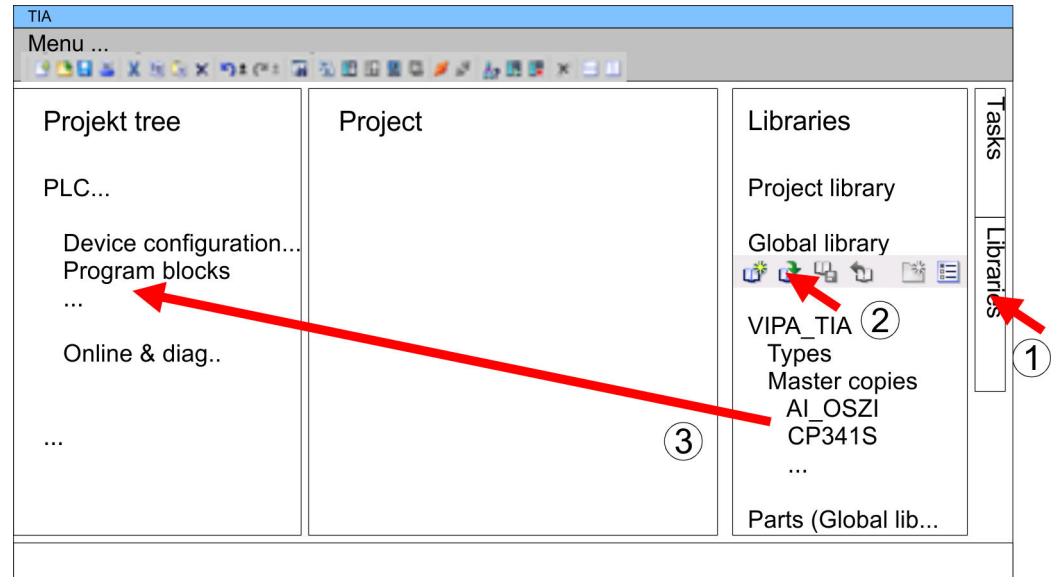 TIA
Menu ...
Projekt tree
PLC...
Device configuration...
Program blocks
...
Online & diag..
...
Project
③
Libraries
Project library
Global library
②
VIPA_TIA
Types
Master copies
AI_OSZI
CP341S
...
Parts (Global lib...
Tasks
Libraries
①